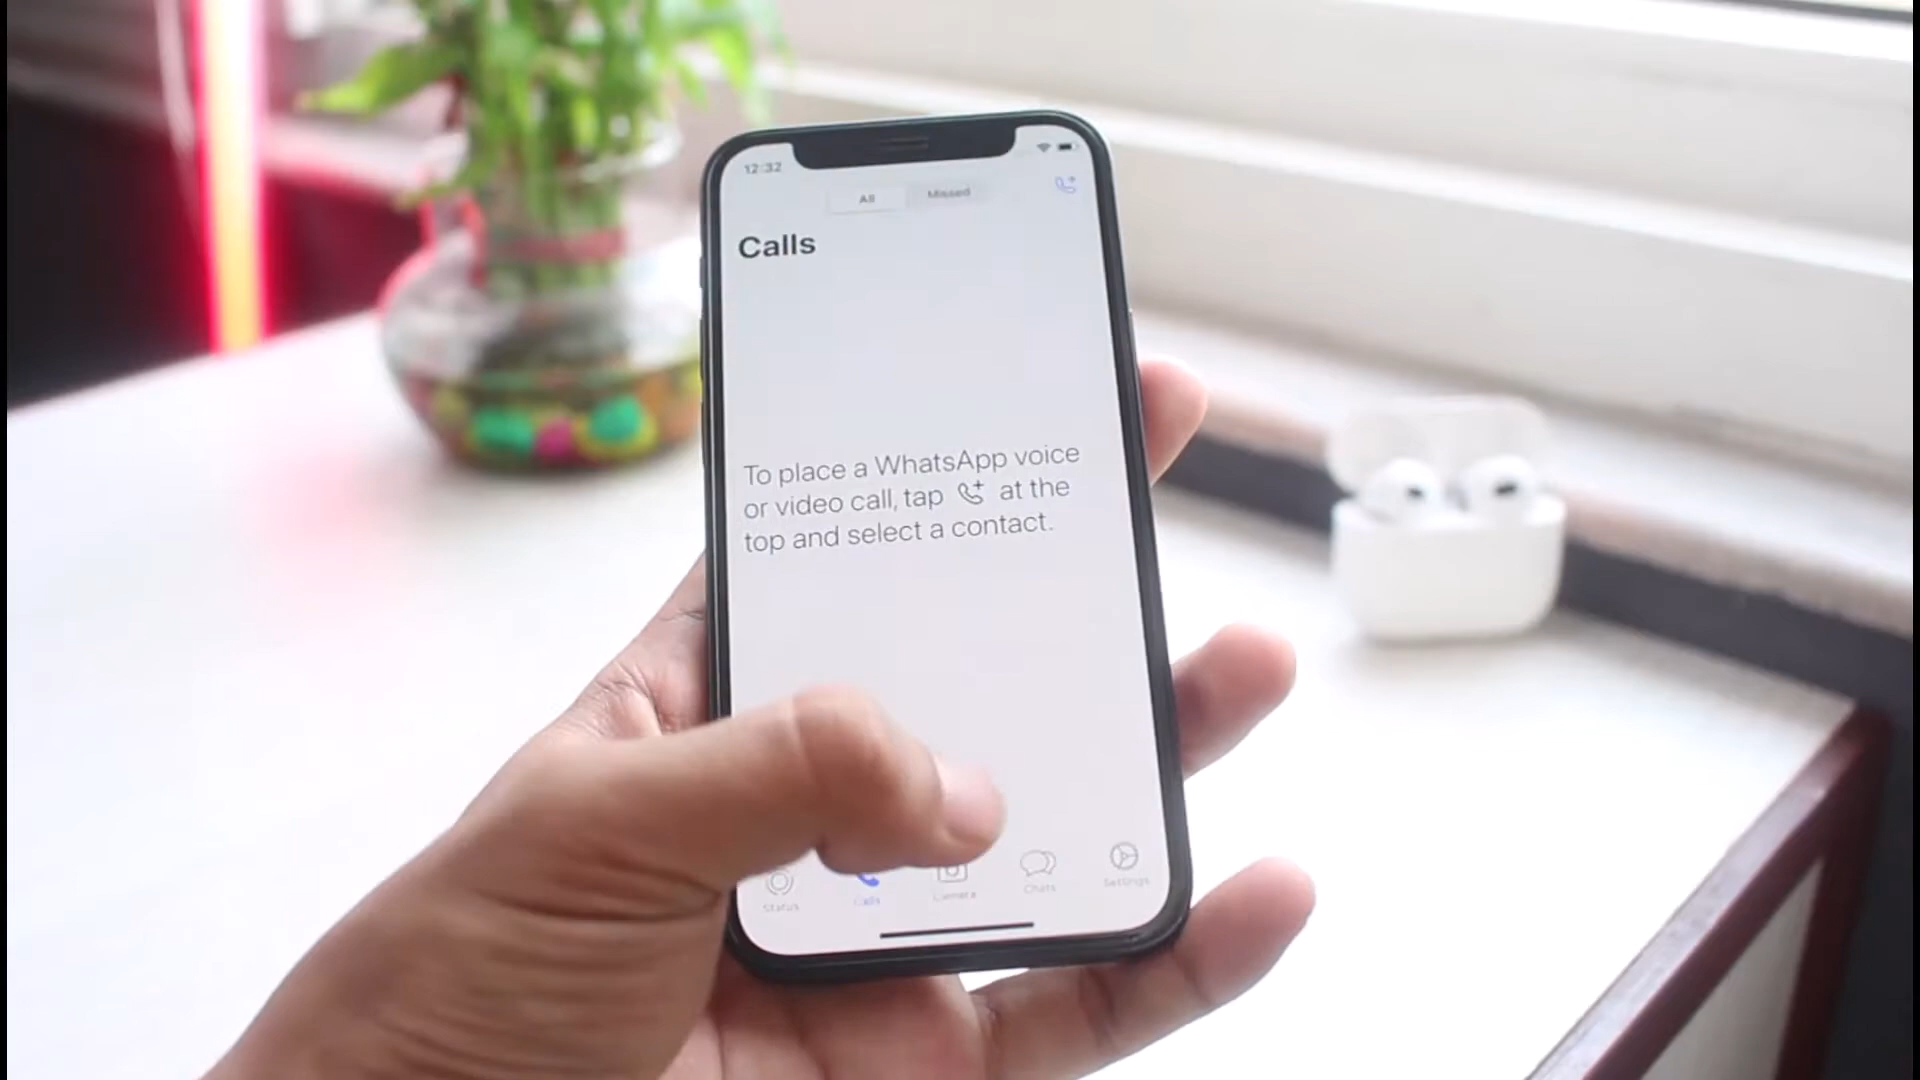 12:32
All Missed
Calls
To place a WhatsApp voice
or video call, tap at the
top and select a contact.
Status Calls Camera Chats Settings